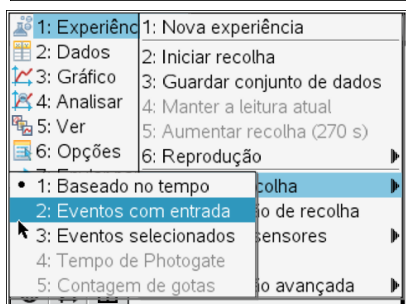 1: Experiênc
2: Dados
3: Gráfico
4: Analisar
5: Ver
6: Opções
1: Nova experiência
2: Iniciar recolha
3: Guardar conjunto de dados
4: Manter a leitura atual
5: Aumentar recolha (270 s)
6: Reprodução
colha
de recolha
sensores
avançada
1: Baseado no tempo
2: Eventos com entrada
3: Eventos selecionados
4: Tempo de Photogate
5: Contagem de gotas